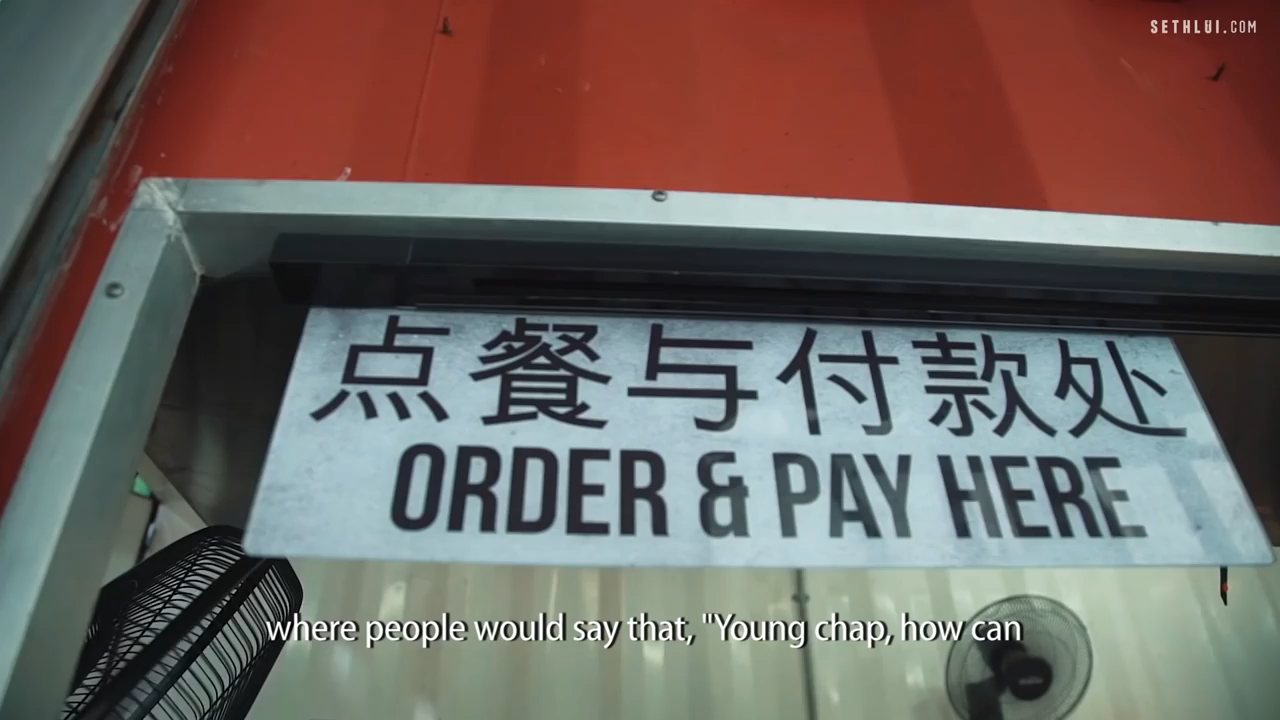 SETHLUI.COM
点餐与付款处
ORDER & PAY HERE
where people would say that, "Young chap, how can